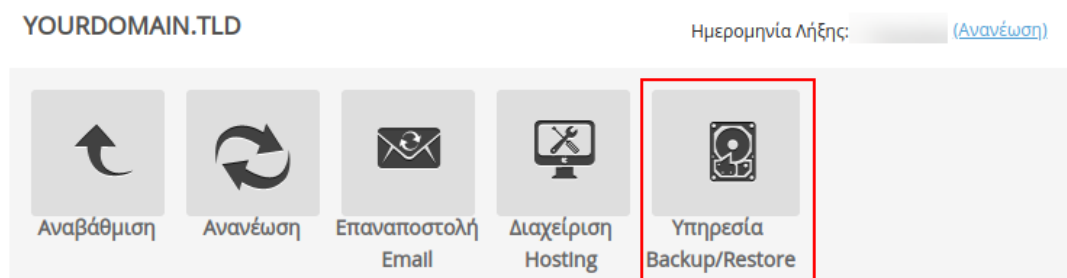 YOURDOMAIN.TLD
Ημερομηνία Λήξης: (Ανανέωση)
Αναβάθμιση
Ανανέωση
Επαναποστολή
Email
Διαχείριση
Hosting
Υπηρεσία
Backup/Restore